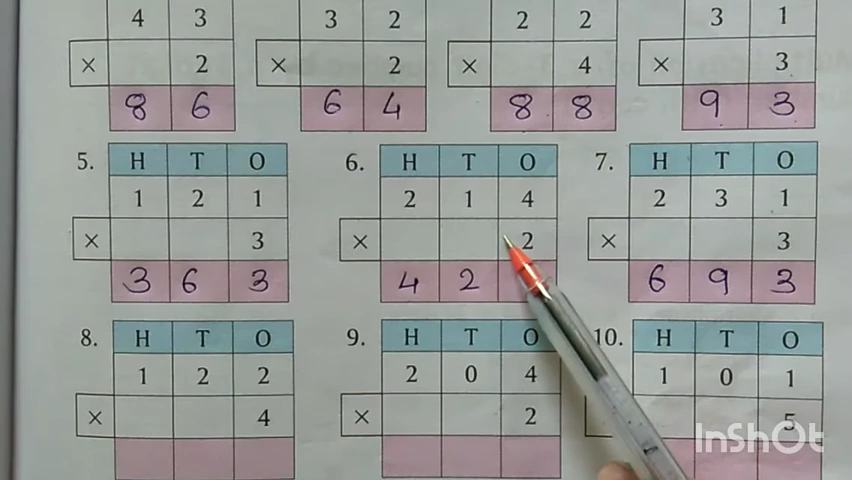 4 3 3 2 2 2 3 1
× 2 × 2 × 4 × 3
8 6 6 4 8 8 9 3
5. H T O 6. H T O 7. H T O
1 2 1 2 1 4 2 3 1
× 3 × 2 × 3
3 6 3 4 2 6 9 3
8. H T O 9. H T O 10. H T O
1 2 2 2 0 4 1 0 1
× 4 × 2 5
InShOt